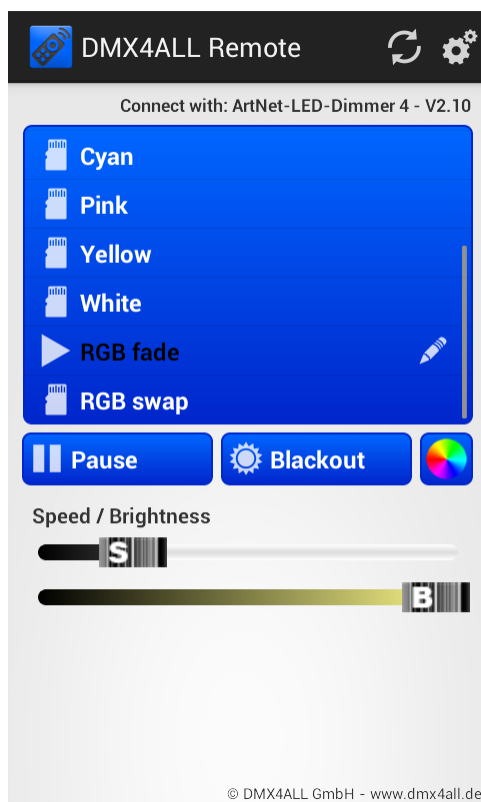 DMX4ALL Remote
Connect with: ArtNet-LED-Dimmer 4 - V2.10
Cyan
Pink
Yellow
White
RGB fade
RGB swap
Pause Blackout
Speed / Brightness
S
B
© DMX4ALL GmbH - www.dmx4all.de